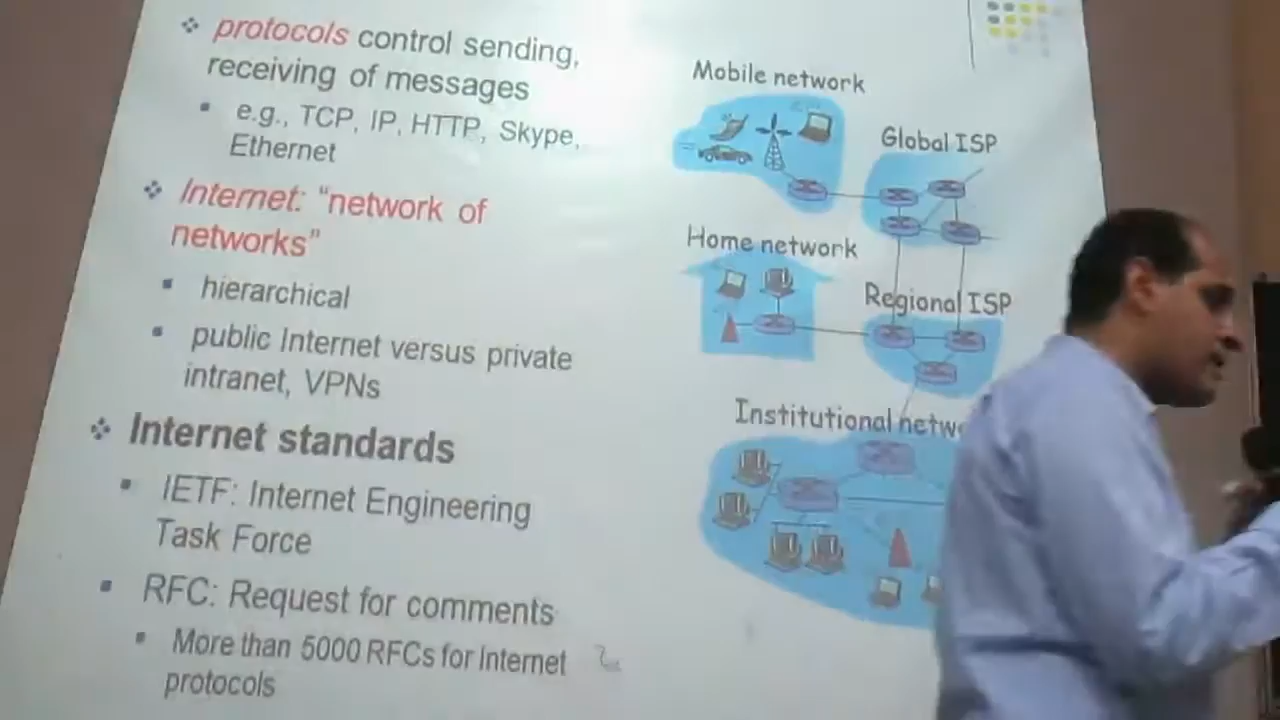 protocols control sending,
receiving of messages
e.g., TCP, IP, HTTP, Skype,
Ethernet
Internet: “network of
networks”
hierarchical
public Internet versus private
intranet, VPNs
Internet standards
IETF: Internet Engineering
Task Force
RFC: Request for comments
More than 5000 RFCs for Internet
protocols
Mobile network
Global ISP
Home network
Regional ISP
Institutional netw